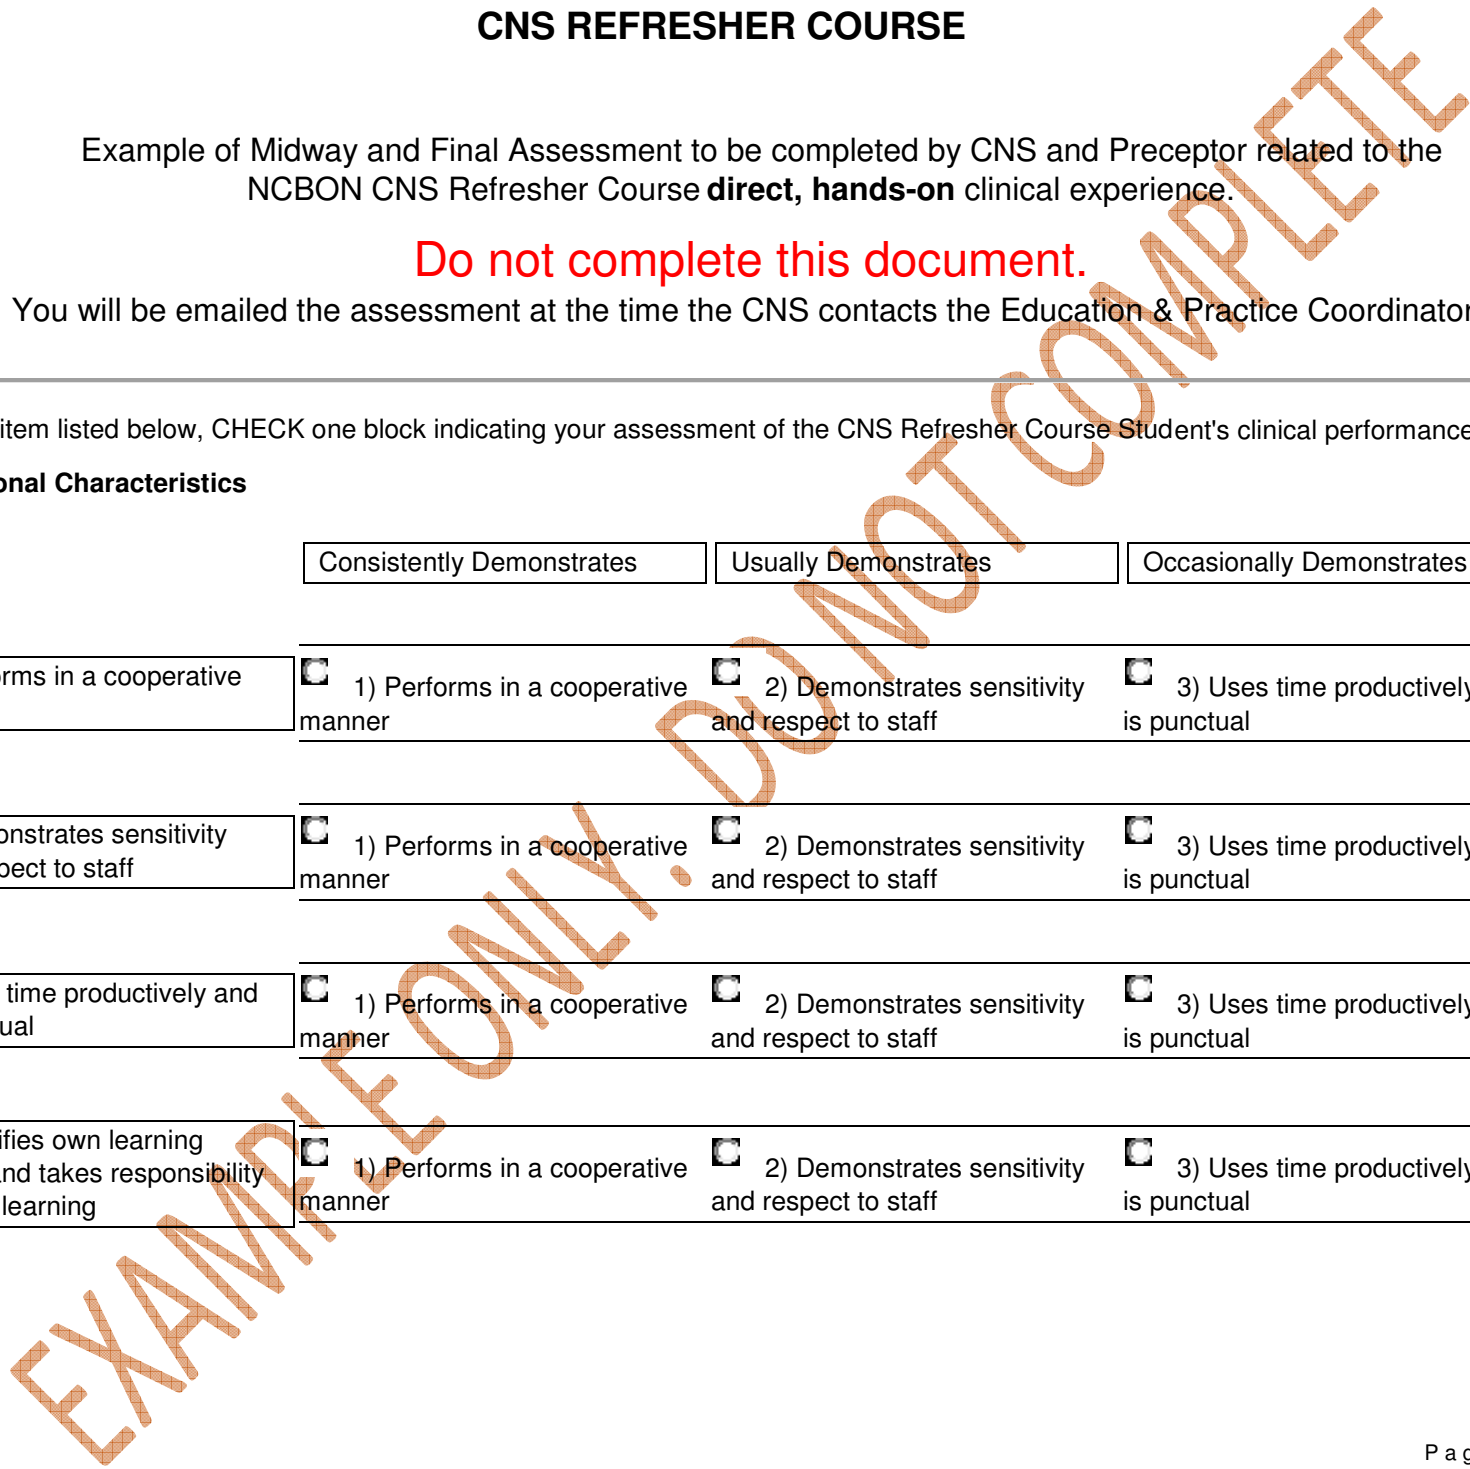 CNS REFRESHER COURSE
Example of Midway and Final Assessment to be completed by CNS and Preceptor related to the
NCBON CNS Refresher Course direct, hands-on clinical experience.
Do not complete this document.
You will be emailed the assessment at the time the CNS contacts the Education & Practice Coordinator
item listed below, CHECK one block indicating your assessment of the CNS Refresher Course Student's clinical performance
onal Characteristics
Consistently Demonstrates Usually Demonstrates Occasionally Demonstrates
orms in a cooperative
1) Performs in a cooperative
manner
2) Demonstrates sensitivity
and respect to staff
3) Uses time productively
is punctual
onstrates sensitivity
pect to staff
1) Performs in a cooperative
manner
2) Demonstrates sensitivity
and respect to staff
3) Uses time productively
is punctual
time productively and
ual
1) Performs in a cooperative
manner
2) Demonstrates sensitivity
and respect to staff
3) Uses time productively
is punctual
ifies own learning
and takes responsibility
learning
1) Performs in a cooperative
manner
2) Demonstrates sensitivity
and respect to staff
3) Uses time productively
is punctual
EXAMPLE ONLY. DO NOT COMPLETE
P a g